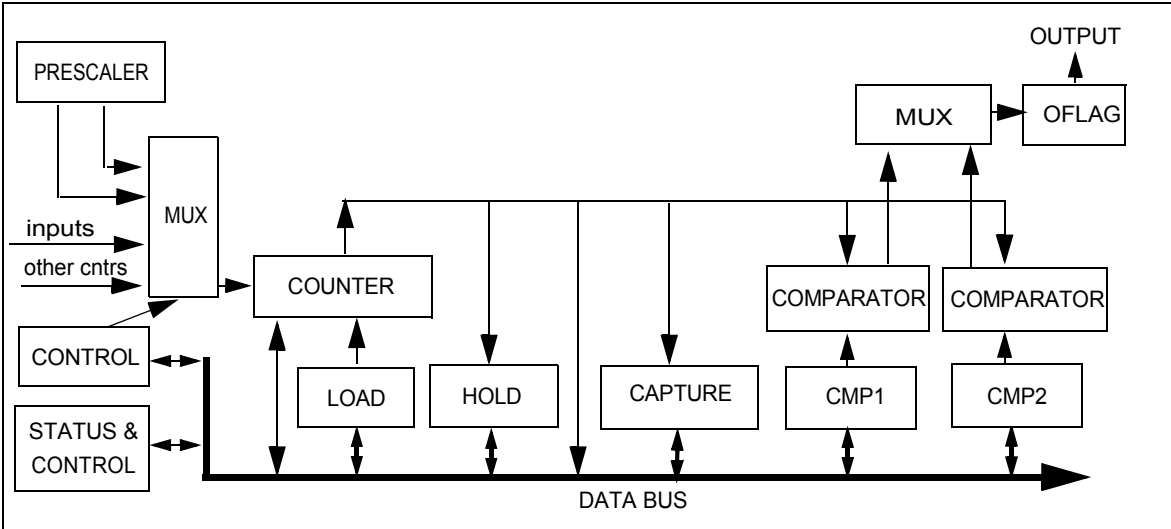 OUTPUT
PRESCALER
MUX
OFLAG
MUX
inputs
other cntrs
COUNTER
COMPARATOR
COMPARATOR
CONTROL
LOAD
HOLD
CAPTURE
CMP1
CMP2
STATUS &
CONTROL
DATA BUS